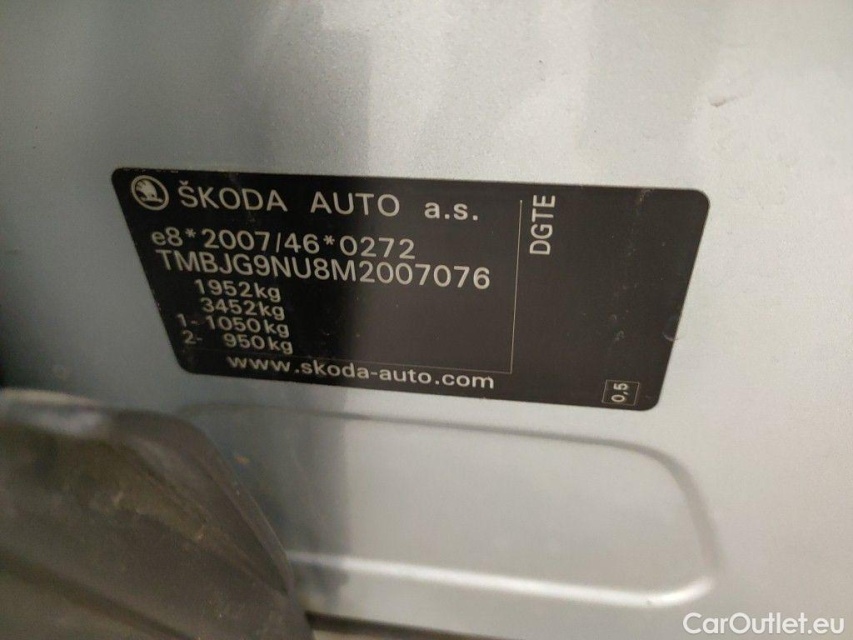 ŠKODA AUTO a.s.
e8*2007/46*0272
TMBJG9NU8M2007076
1952kg
3452kg
1- 1050kg
2- 950kg
www.skoda-auto.com
DGTE
0,5
CarOutlet.eu